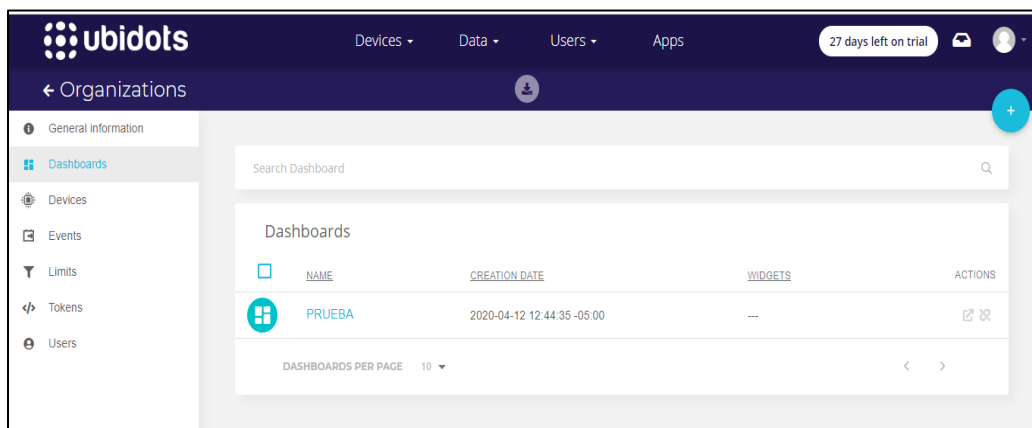 ubidots
Devices Data Users Apps 27 days left on trial
Organizations
General information
Dashboards
Devices
Events
Limits
Tokens
Users
+
Search Dashboard
Dashboards
NAME CREATION DATE WIDGETS ACTIONS
PRUEBA 2020-04-12 12:44:35 -05:00 ---
DASHBOARDS PER PAGE 10